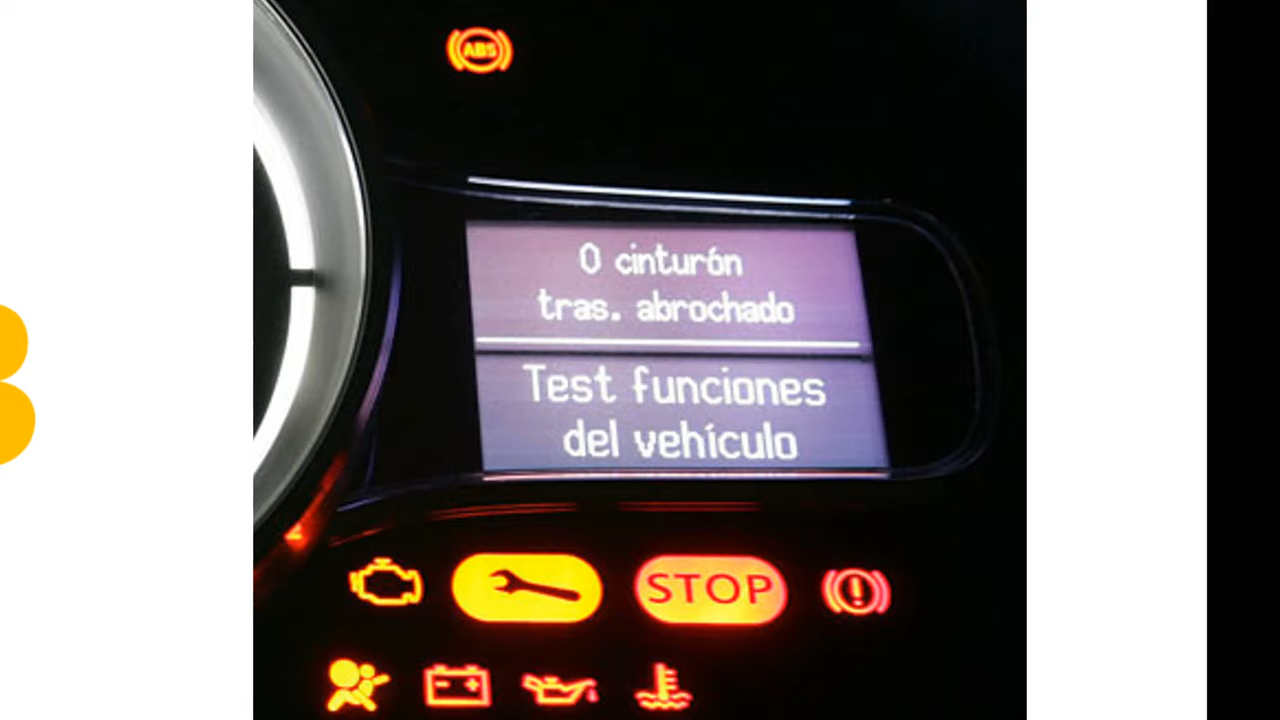 ABS
0 cinturón
tras. abrochado
Test funciones
del vehículo
STOP